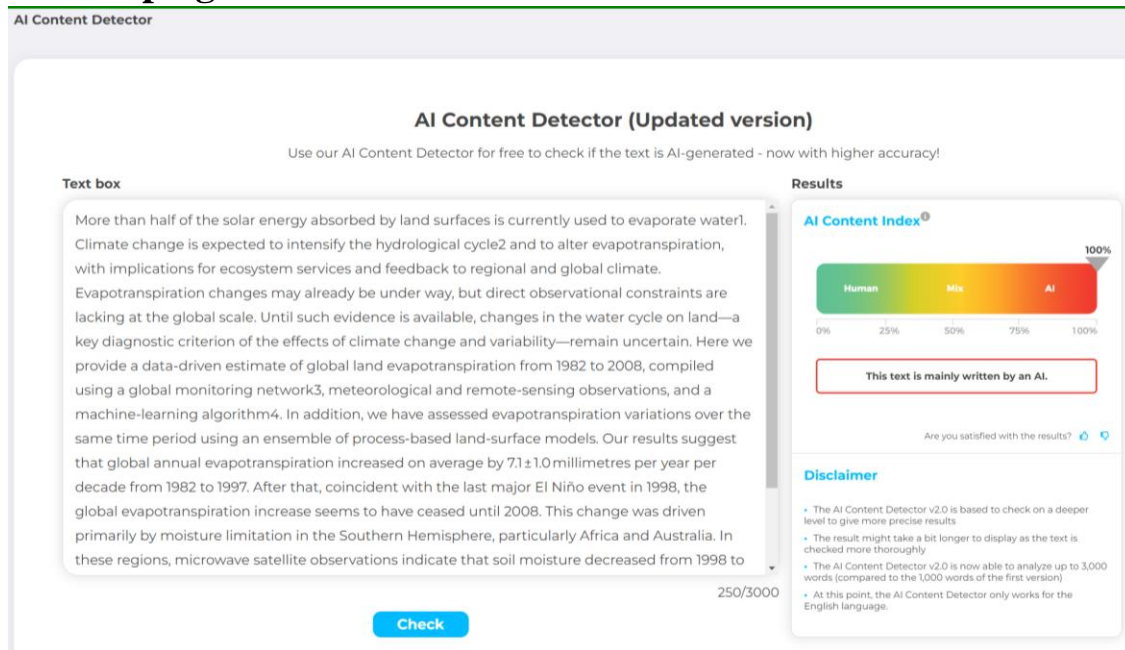 AI Content Detector
AI Content Detector (Updated version)
Use our AI Content Detector for free to check if the text is AI-generated - now with higher accuracy!
Text box
More than half of the solar energy absorbed by land surfaces is currently used to evaporate water1.
Climate change is expected to intensify the hydrological cycle2 and to alter evapotranspiration,
with implications for ecosystem services and feedback to regional and global climate.
Evapotranspiration changes may already be under way, but direct observational constraints are
lacking at the global scale. Until such evidence is available, changes in the water cycle on land—a
key diagnostic criterion of the effects of climate change and variability—remain uncertain. Here we
provide a data-driven estimate of global land evapotranspiration from 1982 to 2008, compiled
using a global monitoring network3, meteorological and remote-sensing observations, and a
machine-learning algorithm4. In addition, we have assessed evapotranspiration variations over the
same time period using an ensemble of process-based land-surface models. Our results suggest
that global annual evapotranspiration increased on average by 7.1±1.0 millimetres per year per
decade from 1982 to 1997. After that, coincident with the last major El Niño event in 1998, the
global evapotranspiration increase seems to have ceased until 2008. This change was driven
primarily by moisture limitation in the Southern Hemisphere, particularly Africa and Australia. In
these regions, microwave satellite observations indicate that soil moisture decreased from 1998 to
250/3000
Check
Results
AI Content Index
100%
Human Mix AI
0% 25% 50% 75% 100%
This text is mainly written by an AI.
Are you satisfied with the results?
Disclaimer
• The AI Content Detector v2.0 is based to check on a deeper
level to give more precise results
• The result might take a bit longer to display as the text is
checked more thoroughly
• The AI Content Detector v2.0 is now able to analyze up to 3,000
words (compared to the 1,000 words of the first version)
• At this point, the AI Content Detector only works for the
English language.